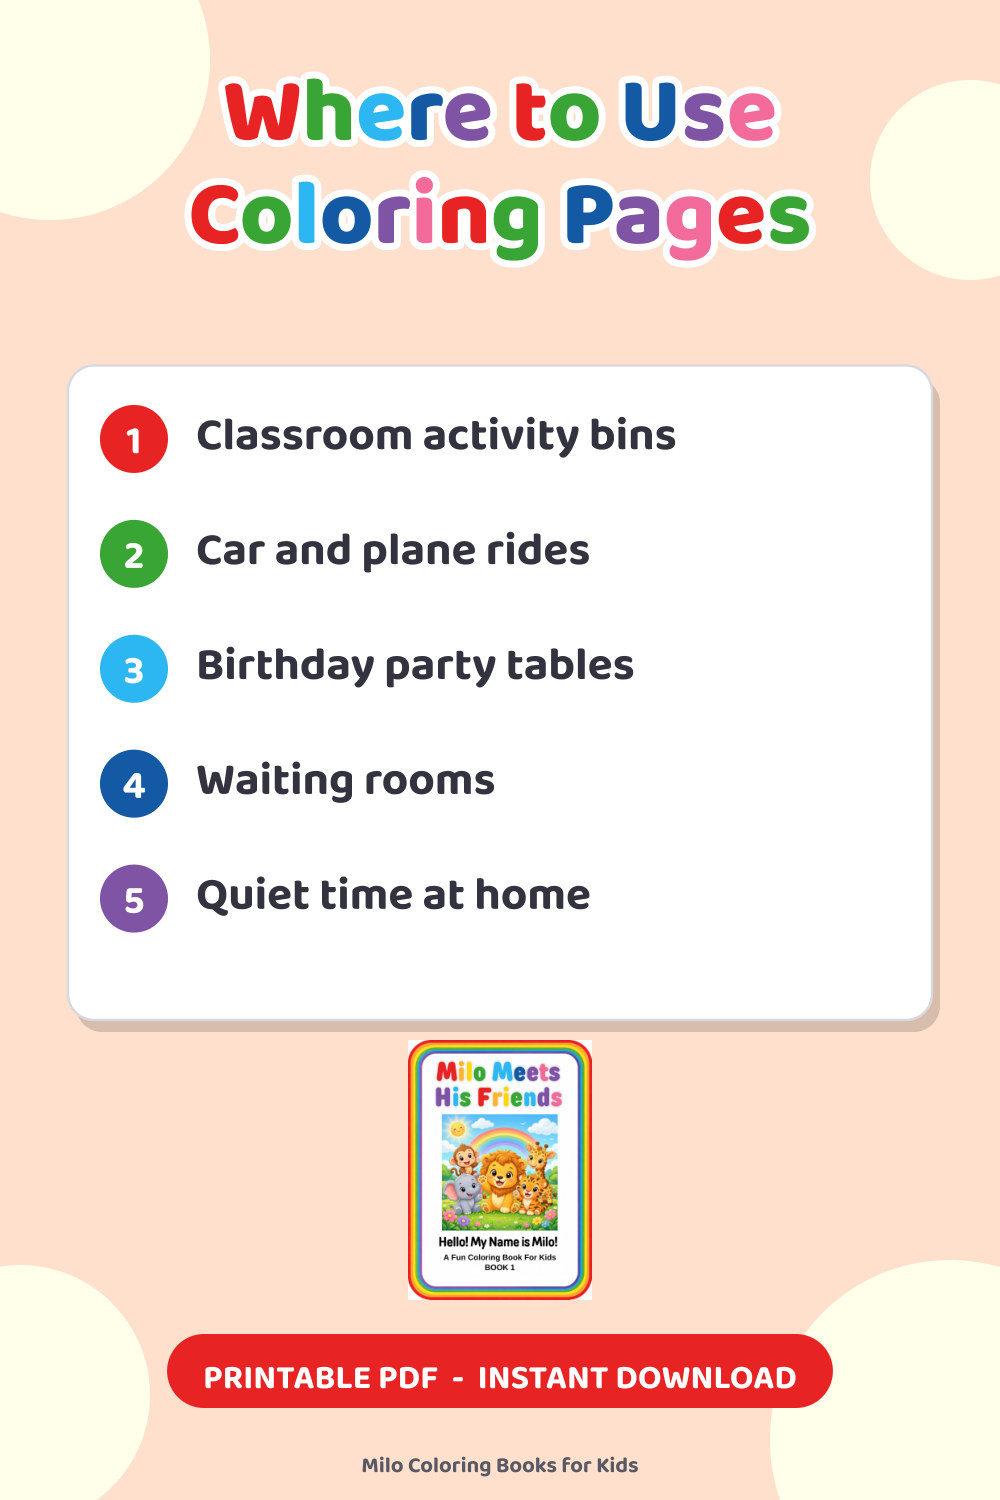 Where to Use
Coloring Pages
1 Classroom activity bins
2 Car and plane rides
3 Birthday party tables
4 Waiting rooms
5 Quiet time at home
Milo Meets
His Friends
Hello! My Name is Milo!
A Fun Coloring Book For Kids
BOOK 1
PRINTABLE PDF - INSTANT DOWNLOAD
Milo Coloring Books for Kids